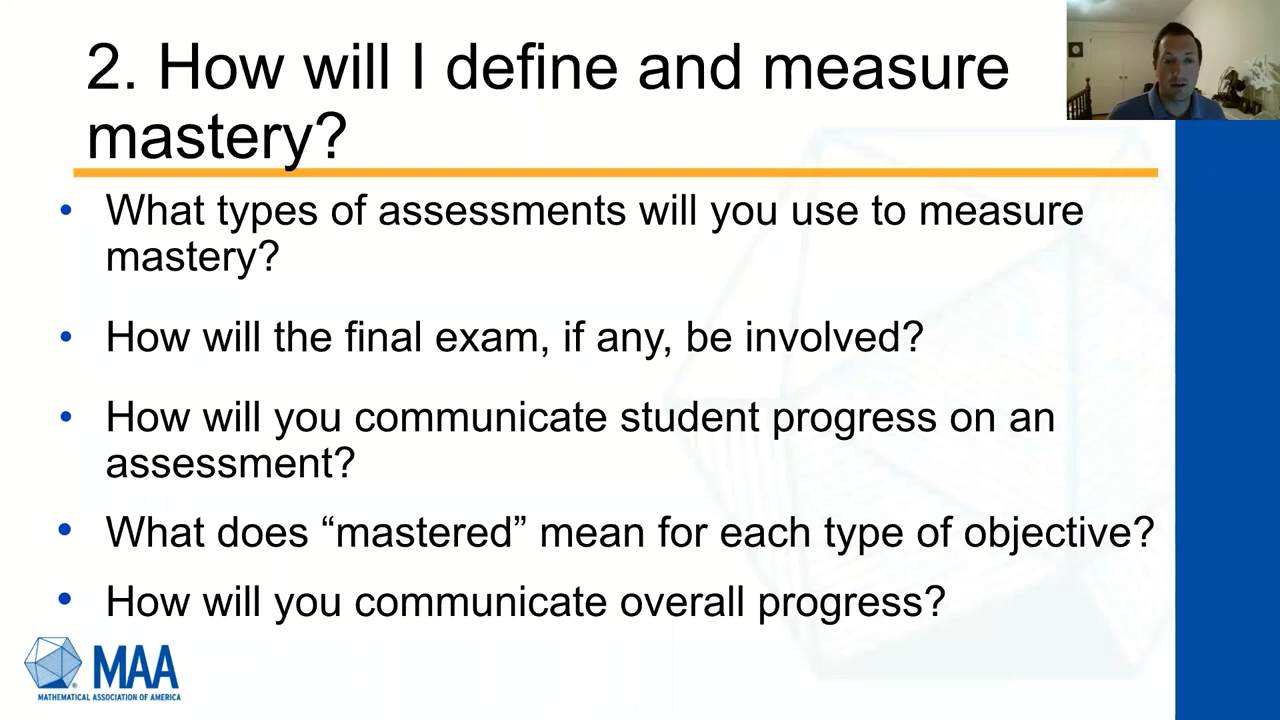 2. How will I define and measure
mastery?
• What types of assessments will you use to measure
mastery?
• How will the final exam, if any, be involved?
• How will you communicate student progress on an
assessment?
• What does “mastered” mean for each type of objective?
• How will you communicate overall progress?
MAA
MATHEMATICAL ASSOCIATION OF AMERICA